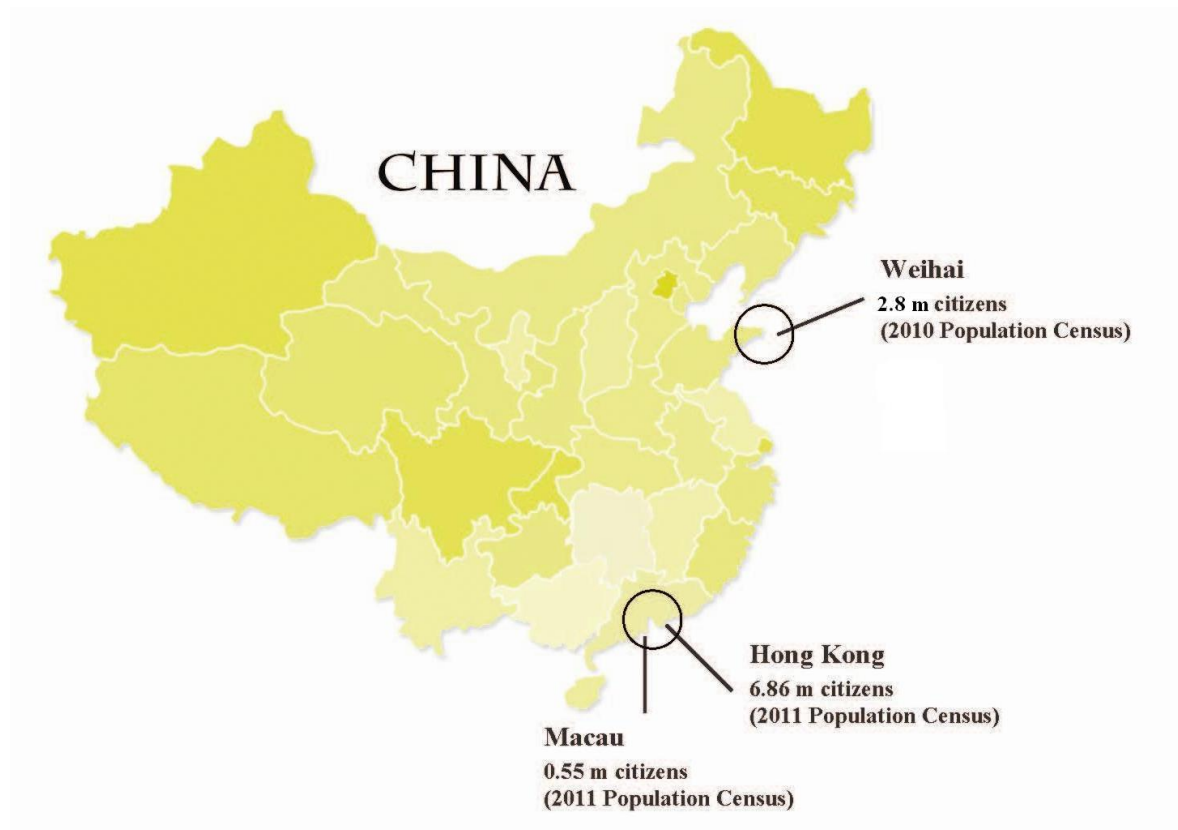 CHINA
Weihai
2.8 m citizens
(2010 Population Census)
Hong Kong
6.86 m citizens
(2011 Population Census)
Macau
0.55 m citizens
(2011 Population Census)